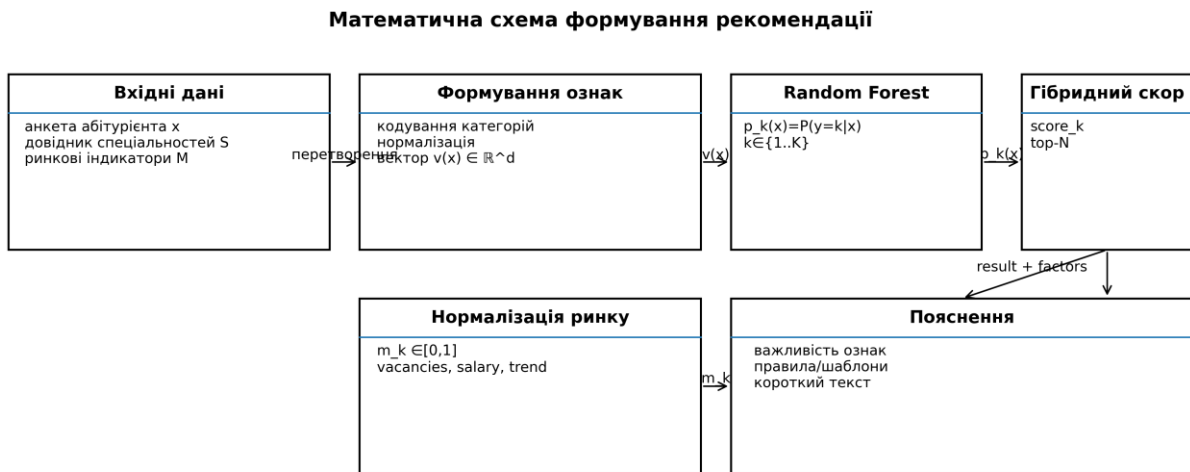 Математична схема формування рекомендації
Вхідні дані
анкета абітурієнта x
довідник спеціальностей S
ринкові індикатори M
перетворення
Формування ознак
кодування категорій
нормалізація
вектор v(x) ∈ ℝ^d
v(x)
Random Forest
p_k(x)=P(y=k|x)
k∈{1..K}
p_k(x)
Гібридний скор
score_k
top-N
result + factors
Нормалізація ринку
m_k ∈[0,1]
vacancies, salary, trend
m_k
Пояснення
важливість ознак
правила/шаблони
короткий текст